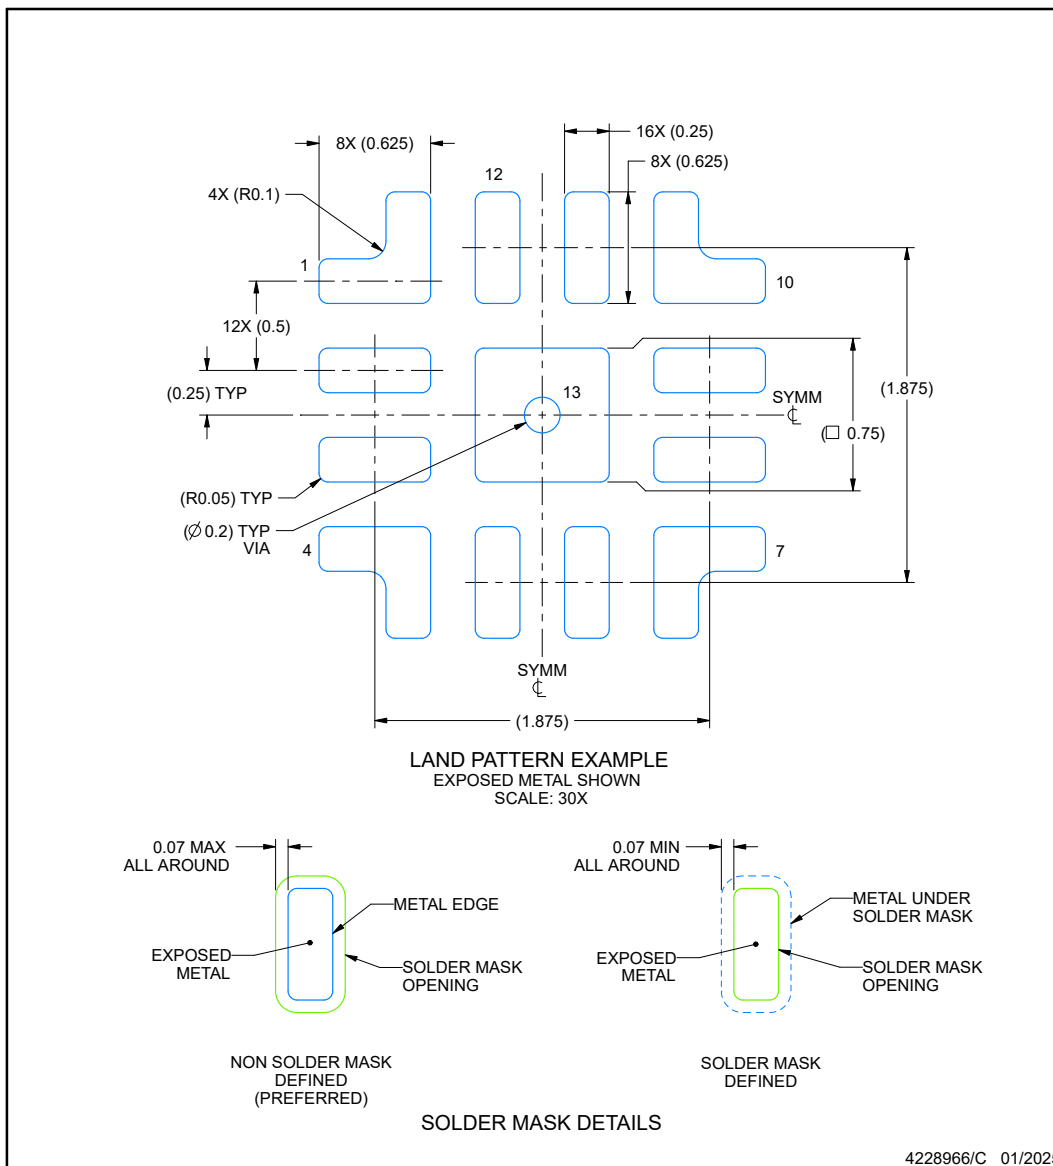 16X (0.25)
8X (0.625)
8X (0.625)
12
4X (R0.1)
1
10
12X (0.5)
(0.25) TYP
13
SYMM
℄
(1.875)
(□ 0.75)
(R0.05) TYP
(∅ 0.2) TYP
VIA
4
7
SYMM
℄
(1.875)
LAND PATTERN EXAMPLE
EXPOSED METAL SHOWN
SCALE: 30X
0.07 MAX
ALL AROUND
METAL EDGE
EXPOSED
METAL
SOLDER MASK
OPENING
NON SOLDER MASK
DEFINED
(PREFERRED)
0.07 MIN
ALL AROUND
METAL UNDER
SOLDER MASK
EXPOSED
METAL
SOLDER MASK
OPENING
SOLDER MASK
DEFINED
SOLDER MASK DETAILS
4228966/C 01/2025